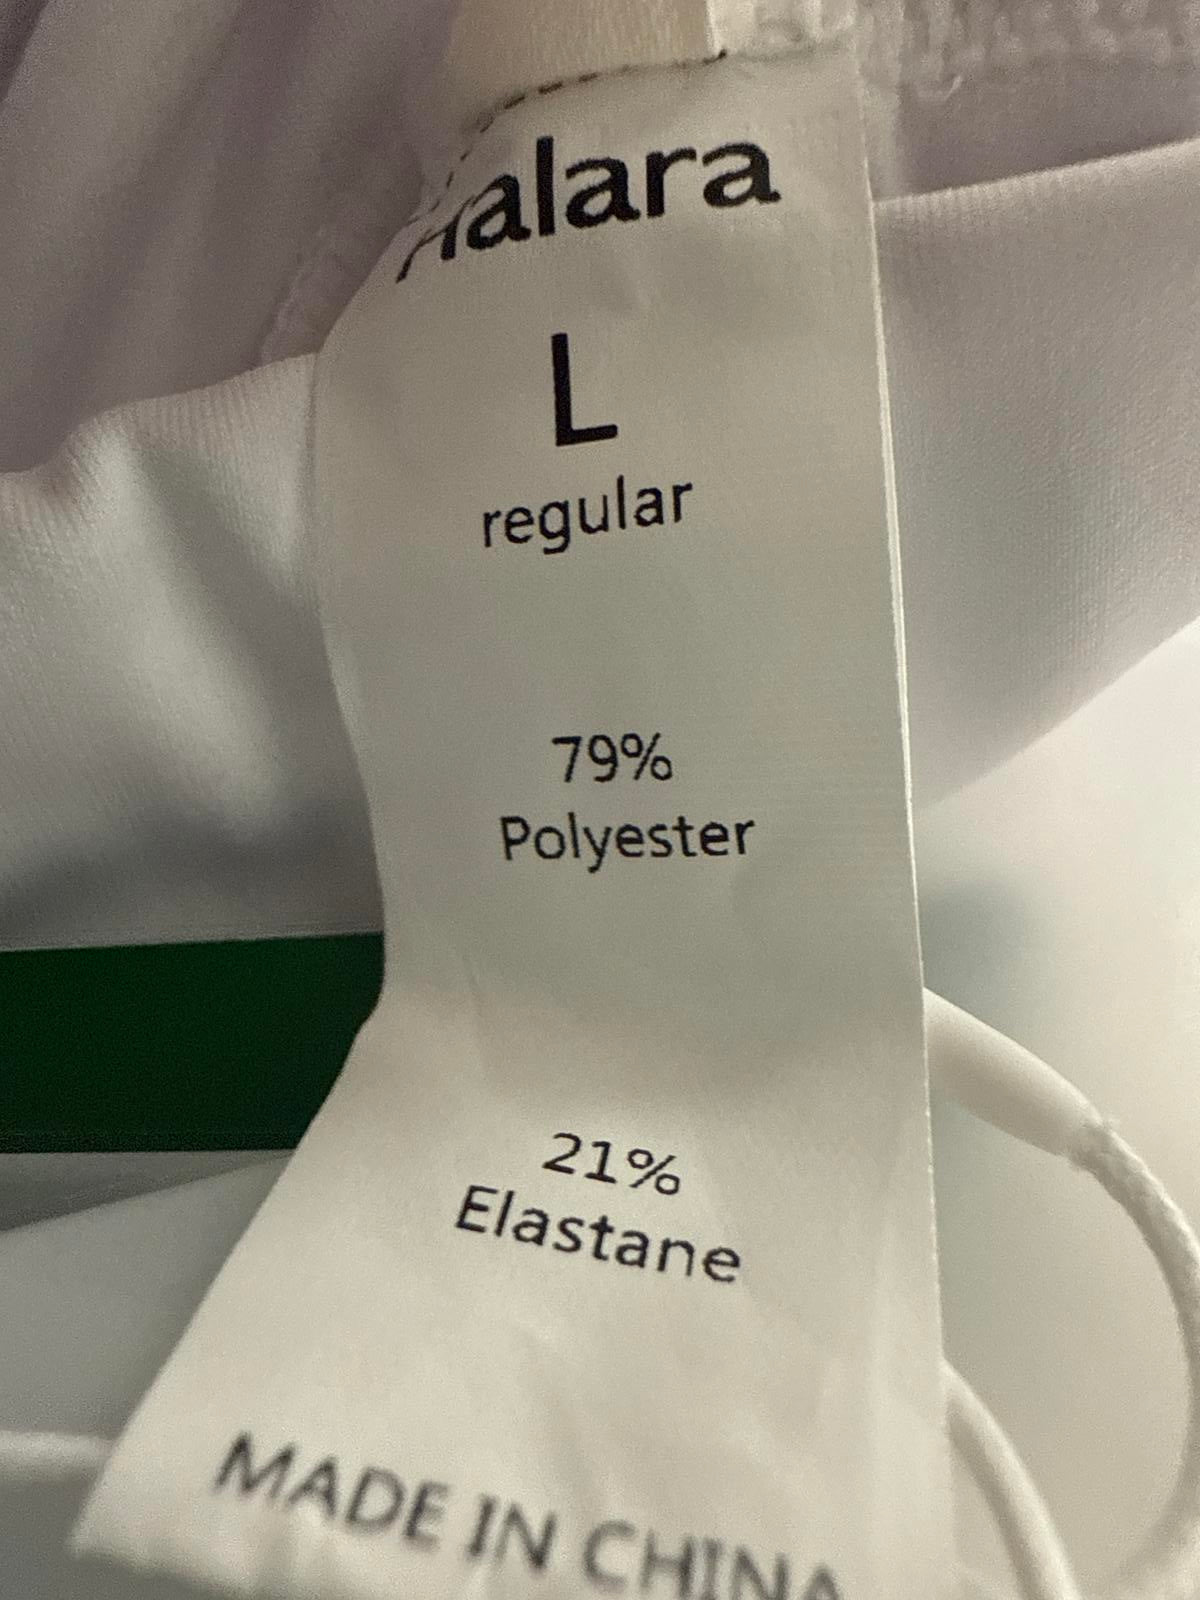 Halara
L
regular
79%
Polyester
21%
Elastane
MADE IN CHINA